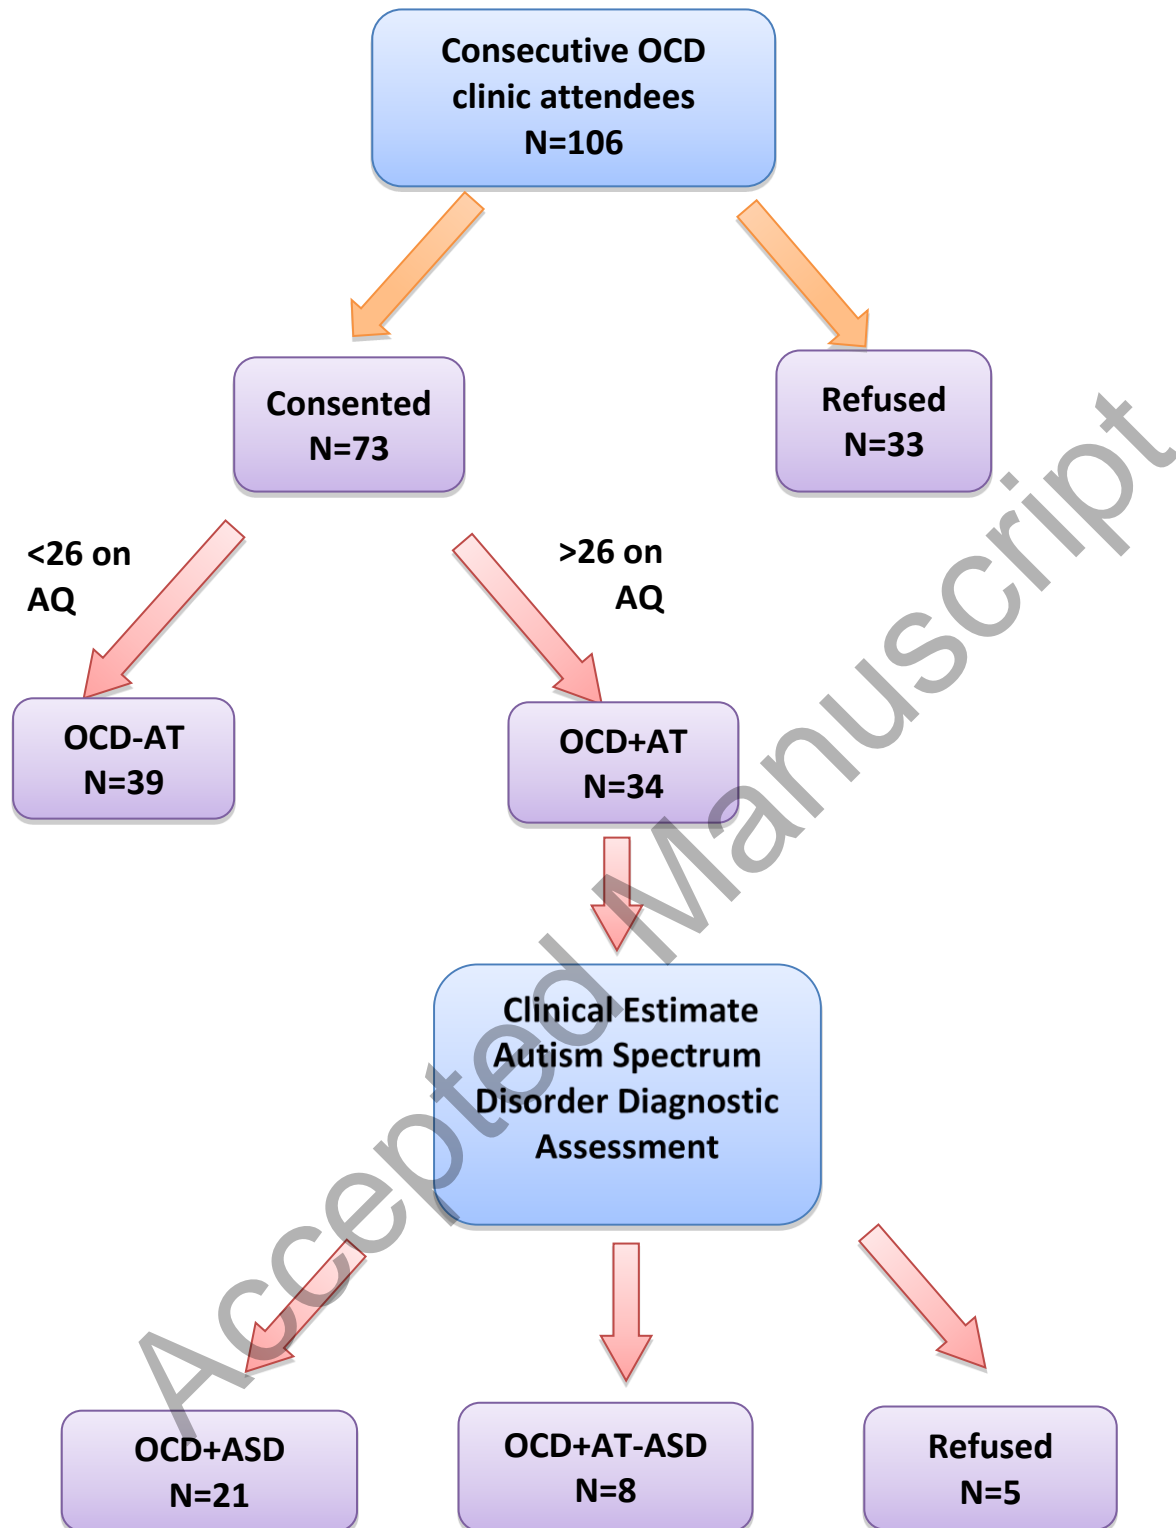 Consecutive OCD
clinic attendees
N=106
Consented
N=73
Refused
N=33
<26 on
AQ
>26 on
AQ
OCD-AT
N=39
OCD+AT
N=34
Clinical Estimate
Autism Spectrum
Disorder Diagnostic
Assessment
OCD+ASD
N=21
OCD+AT-ASD
N=8
Refused
N=5
Accepted Manuscript